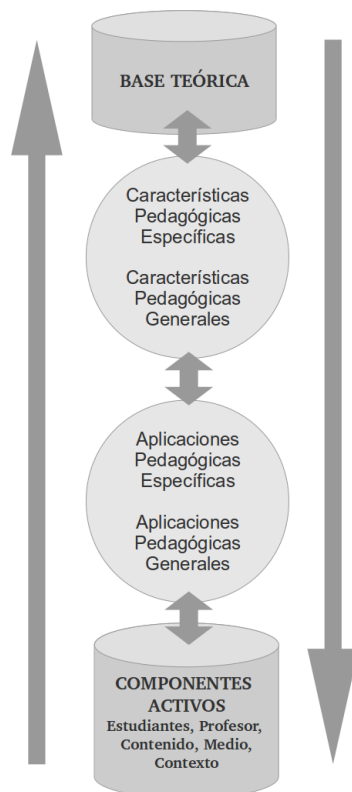 BASE TEÓRICA
Características
Pedagógicas
Específicas
Características
Pedagógicas
Generales
Aplicaciones
Pedagógicas
Específicas
Aplicaciones
Pedagógicas
Generales
COMPONENTES
ACTIVOS
Estudiantes, Profesor,
Contenido, Medio,
Contexto